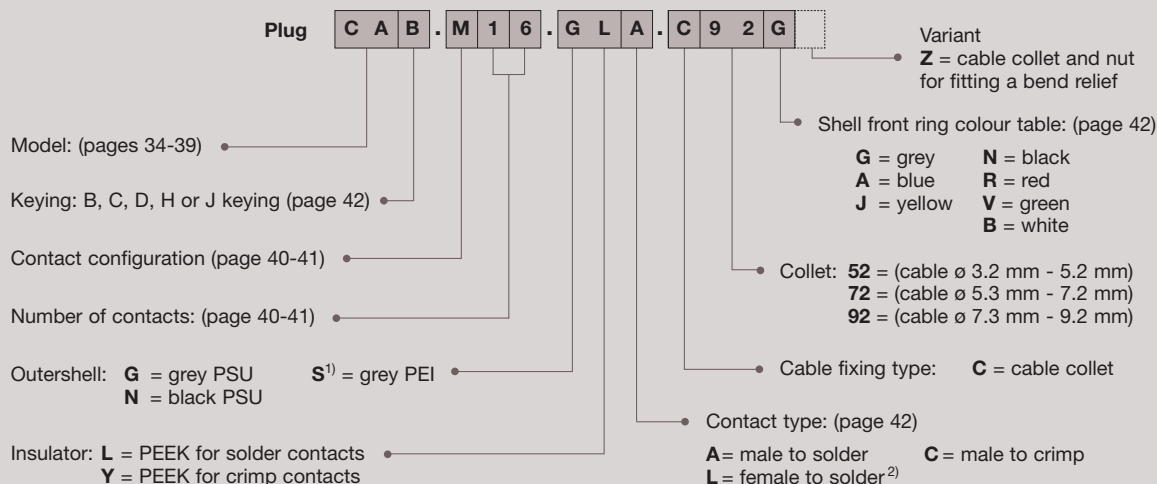 Plug CAB.M16.GLA.C92G
Variant
Z = cable collet and nut
for fitting a bend relief
Model: (pages 34-39)
Shell front ring colour table: (page 42)
G = grey N = black
A = blue R = red
J = yellow V = green
B = white
Keying: B, C, D, H or J keying (page 42)
Contact configuration (page 40-41)
Collet: 52 = (cable ø 3.2 mm - 5.2 mm)
72 = (cable ø 5.3 mm - 7.2 mm)
92 = (cable ø 7.3 mm - 9.2 mm)
Number of contacts: (page 40-41)
Outershell: G = grey PSU S1) = grey PEI
N = black PSU
Cable fixing type: C = cable collet
Contact type: (page 42)
A = male to solder C = male to crimp
L = female to solder 2)
Insulator: L = PEEK for solder contacts
Y = PEEK for crimp contacts